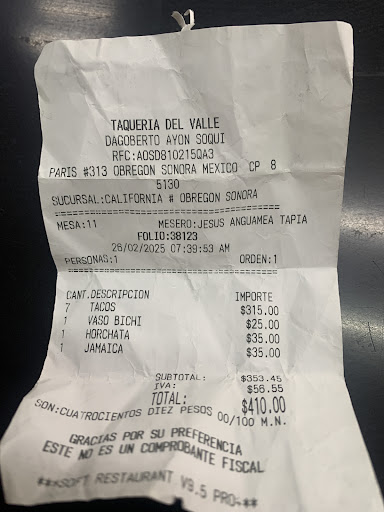 TAQUERIA DEL VALLE
DAGOBERTO AYON SOQUI
RFC:AOSD810215QA3
PARIS #313 OBREGON SONORA MEXICO CP 8
5130
SUCURSAL:CALIFORNIA # OBREGON SONORA
==========================================
MESA:11 MESERO:JESUS ANGUAMEA TAPIA
FOLIO:38123
26/02/2025 07:39:53 AM
PERSONAS:1 ORDEN:1
==========================================
CANT.DESCRIPCION IMPORTE
7 TACOS $315.00
1 VASO BICHI $25.00
1 HORCHATA $35.00
1 JAMAICA $35.00
SUBTOTAL: $353.45
IVA: $56.55
TOTAL: $410.00
SON:CUATROCIENTOS DIEZ PESOS 00/100 M.N.
GRACIAS POR SU PREFERENCIA
ESTE NO ES UN COMPROBANTE FISCAL
***SOFT RESTAURANT V9.5 PRO***